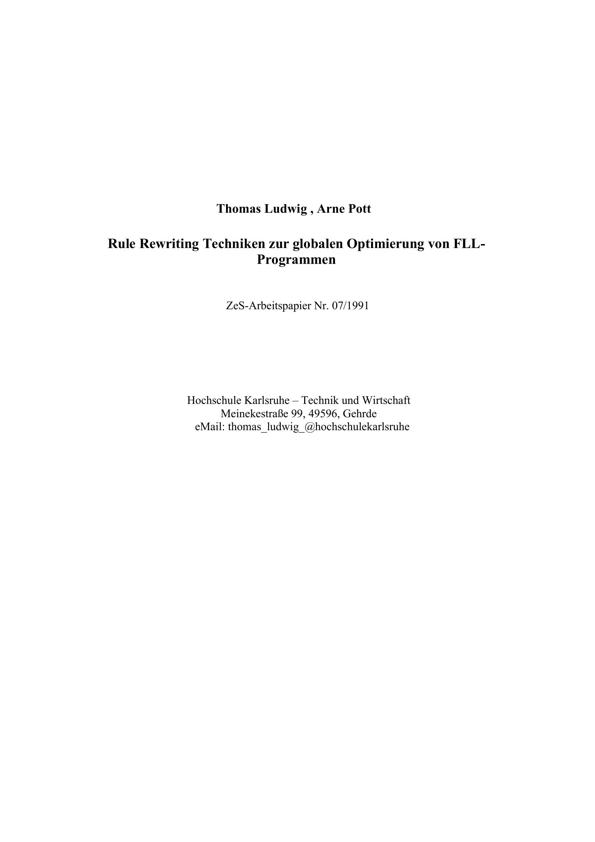 Thomas Ludwig , Arne Pott
Rule Rewriting Techniken zur globalen Optimierung von FLL-
Programmen
ZeS-Arbeitspapier Nr. 07/1991
Hochschule Karlsruhe – Technik und Wirtschaft
Meinekestraße 99, 49596, Gehrde
eMail: thomas_ludwig_@hochschulekarlsruhe